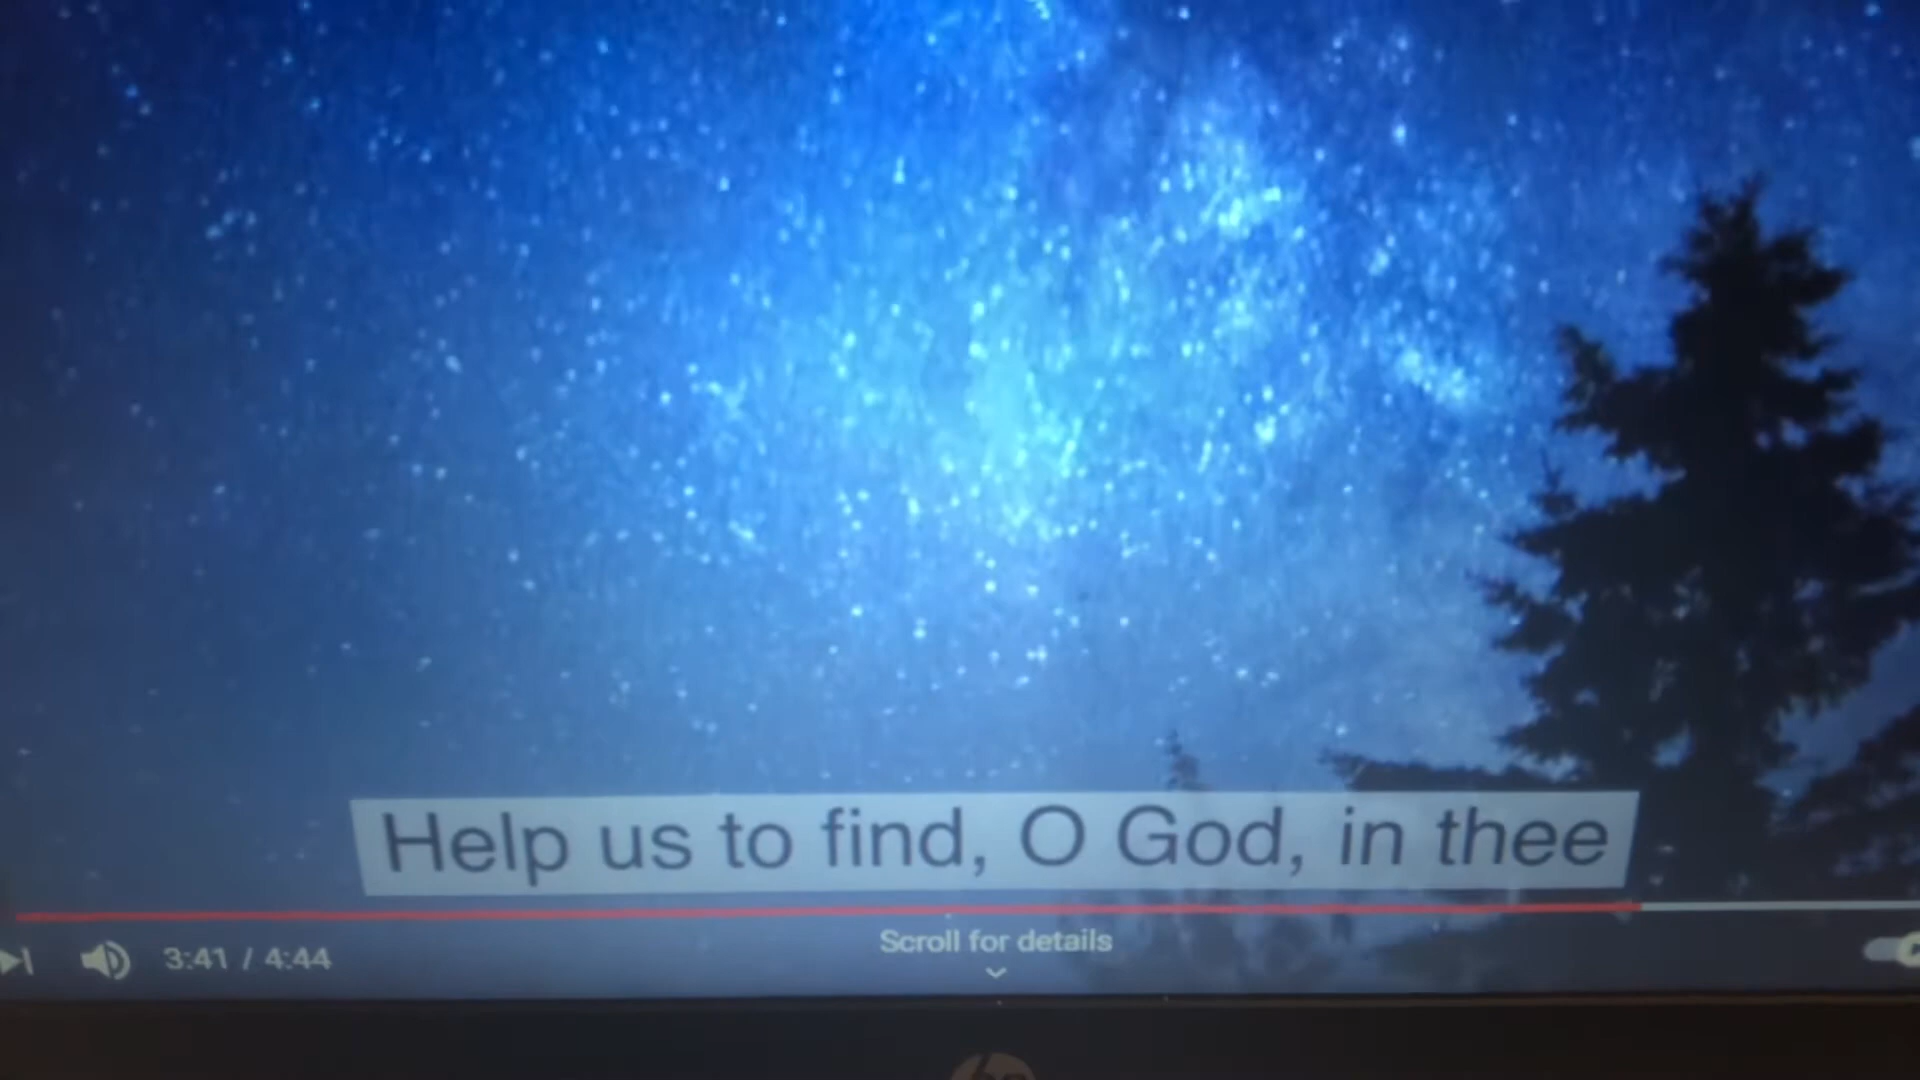 Help us to find, O God, in thee
Scroll for details
3:41 / 4:44